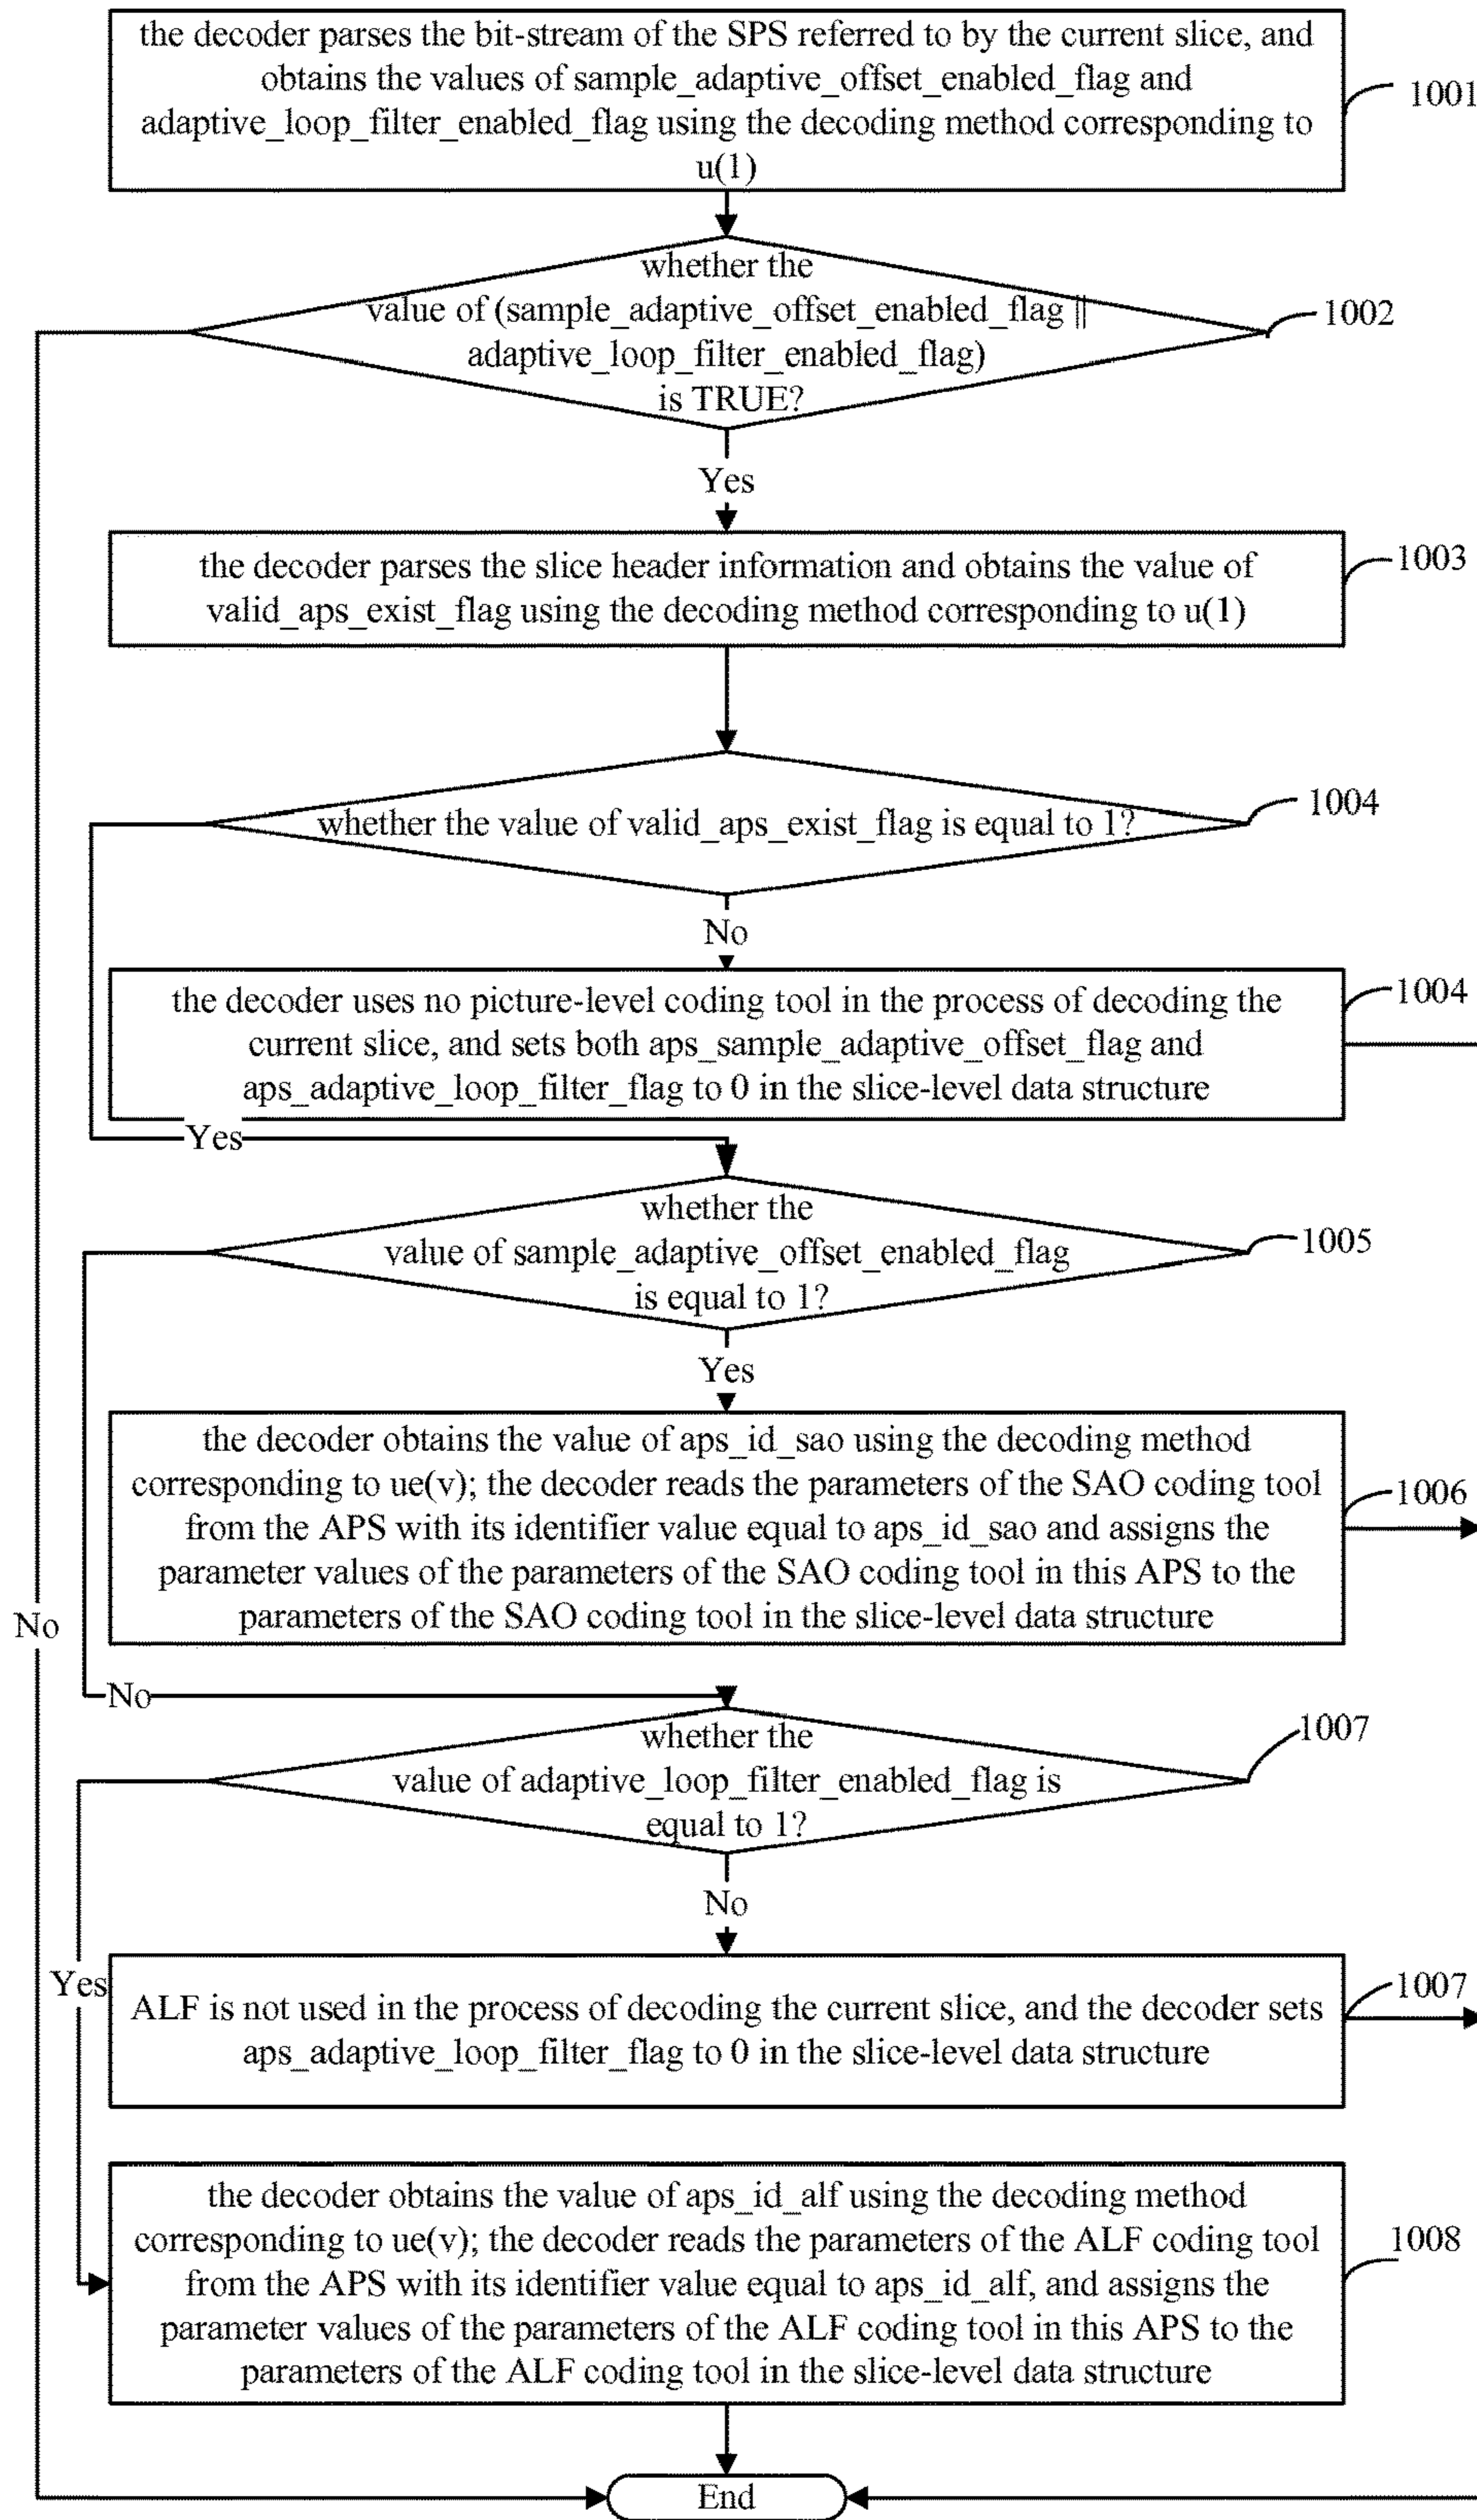 the decoder parses the bit-stream of the SPS referred to by the current slice, and
obtains the values of sample_adaptive_offset_enabled_flag and
adaptive_loop_filter_enabled_flag using the decoding method corresponding to
u(1)
1001
whether the
value of (sample_adaptive_offset_enabled_flag ||
adaptive_loop_filter_enabled_flag)
is TRUE?
1002
Yes
the decoder parses the slice header information and obtains the value of
valid_aps_exist_flag using the decoding method corresponding to u(1)
1003
whether the value of valid_aps_exist_flag is equal to 1?
1004
No
the decoder uses no picture-level coding tool in the process of decoding the
current slice, and sets both aps_sample_adaptive_offset_flag and
aps_adaptive_loop_filter_flag to 0 in the slice-level data structure
1004
Yes
whether the
value of sample_adaptive_offset_enabled_flag
is equal to 1?
1005
Yes
the decoder obtains the value of aps_id_sao using the decoding method
corresponding to ue(v); the decoder reads the parameters of the SAO coding tool
from the APS with its identifier value equal to aps_id_sao and assigns the
parameter values of the parameters of the SAO coding tool in this APS to the
parameters of the SAO coding tool in the slice-level data structure
1006
No
No
whether the
value of adaptive_loop_filter_enabled_flag is
equal to 1?
1007
No
Yes
ALF is not used in the process of decoding the current slice, and the decoder sets
aps_adaptive_loop_filter_flag to 0 in the slice-level data structure
1007
the decoder obtains the value of aps_id_alf using the decoding method
corresponding to ue(v); the decoder reads the parameters of the ALF coding tool
from the APS with its identifier value equal to aps_id_alf, and assigns the
parameter values of the parameters of the ALF coding tool in this APS to the
parameters of the ALF coding tool in the slice-level data structure
1008
End